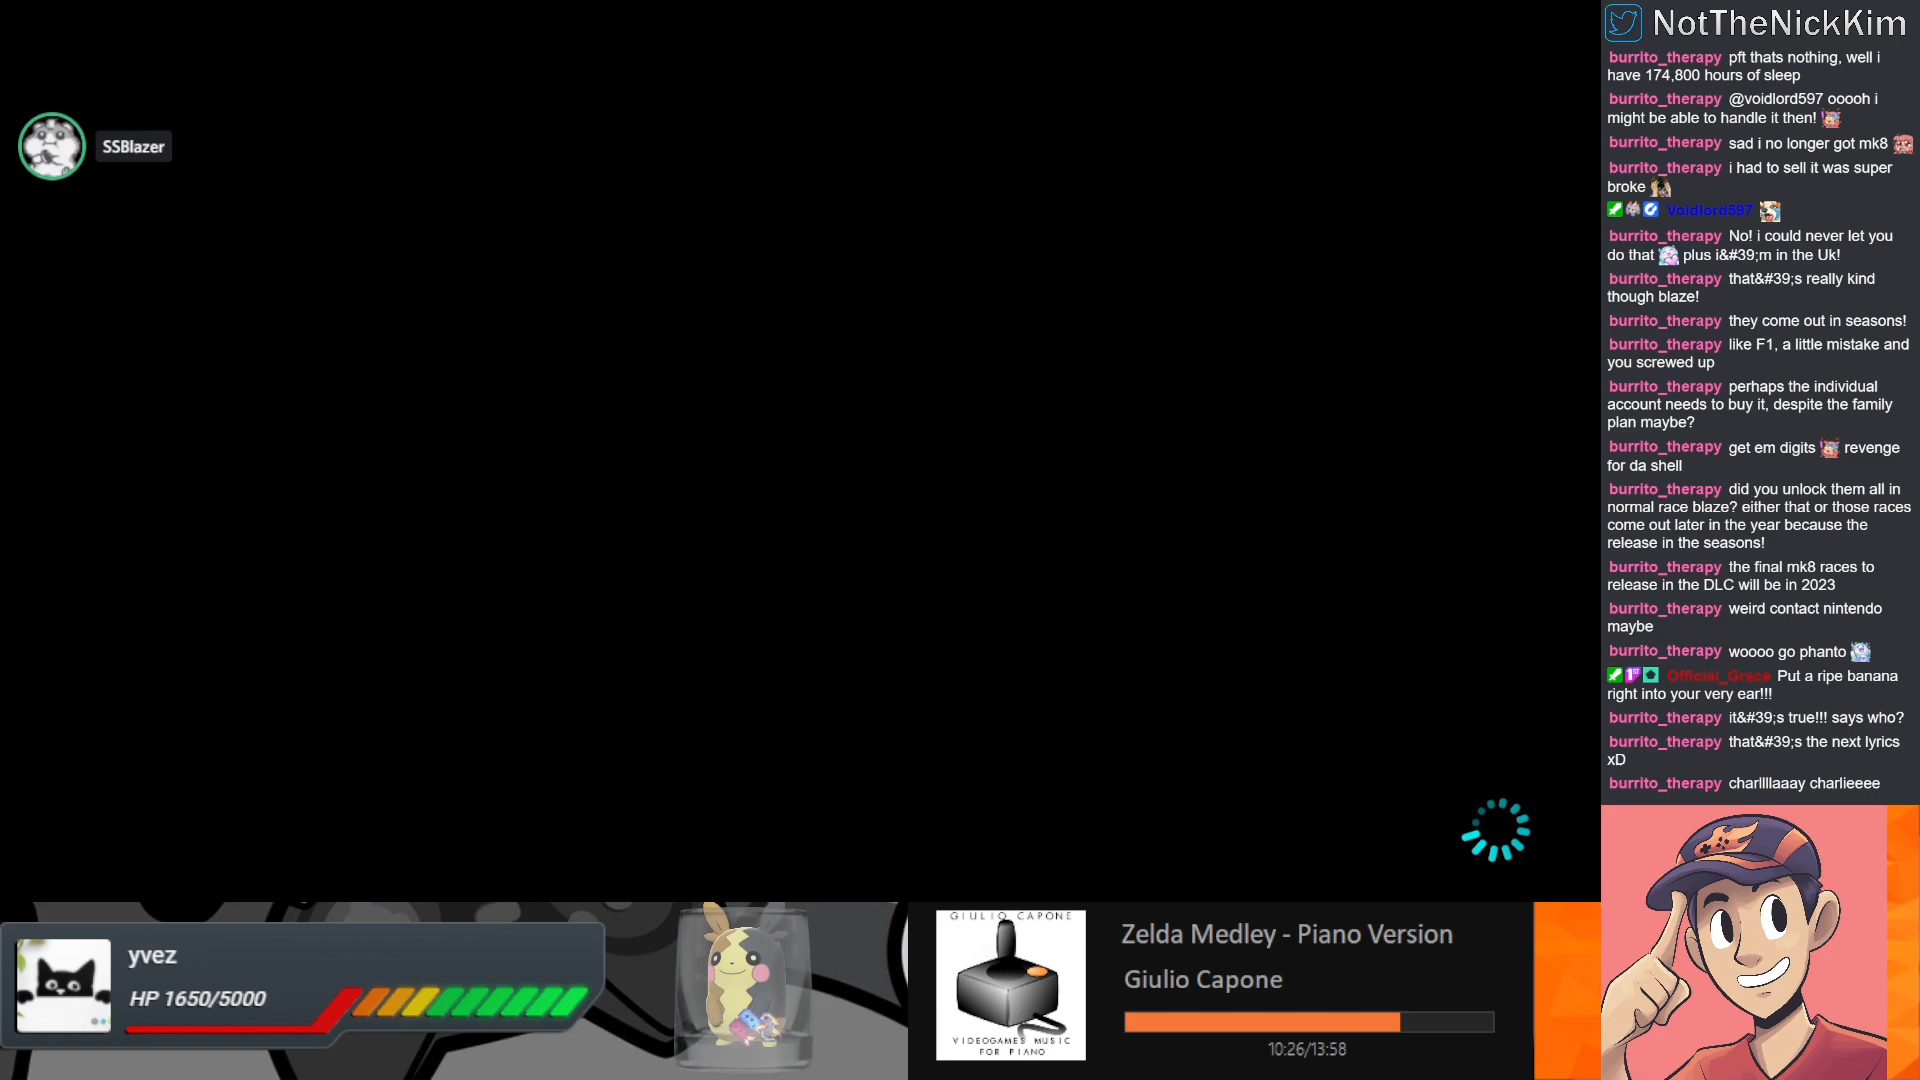 NotTheNickKim
burrito_therapy pft thats nothing, well i
have 174,800 hours of sleep
burrito_therapy @voidlord597 ooooh i
might be able to handle it then!
burrito_therapy sad i no longer got mk8
burrito_therapy i had to sell it was super
broke
Voidlord597
burrito_therapy No! i could never let you
do that plus i&#39;m in the Uk!
burrito_therapy that&#39;s really kind
though blaze!
burrito_therapy they come out in seasons!
burrito_therapy like F1, a little mistake and
you screwed up
burrito_therapy perhaps the individual
account needs to buy it, despite the family
plan maybe?
burrito_therapy get em digits revenge
for da shell
burrito_therapy did you unlock them all in
normal race blaze? either that or those races
come out later in the year because the
release in the seasons!
burrito_therapy the final mk8 races to
release in the DLC will be in 2023
burrito_therapy weird contact nintendo
maybe
burrito_therapy woooo go phanto
1ST Official_Grace Put a ripe banana
right into your very ear!!!
burrito_therapy it&#39;s true!!! says who?
burrito_therapy that&#39;s the next lyrics
xD
burrito_therapy charllllaaay charlieeee
SSBlazer
yvez
HP 1650/5000
GIULIO CAPONE
VIDEOGAMES MUSIC
FOR PIANO
Zelda Medley - Piano Version
Giulio Capone
10:26/13:58